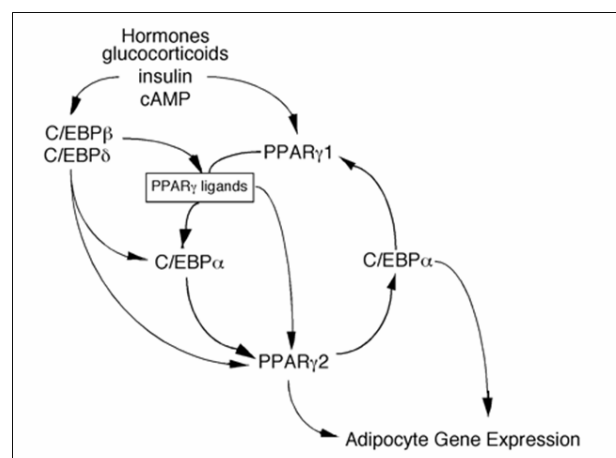 Hormones
glucocorticoids
insulin
cAMP
C/EBPβ
C/EBPδ
PPARγ1
PPARγ ligands
C/EBPα
C/EBPα
PPARγ2
Adipocyte Gene Expression